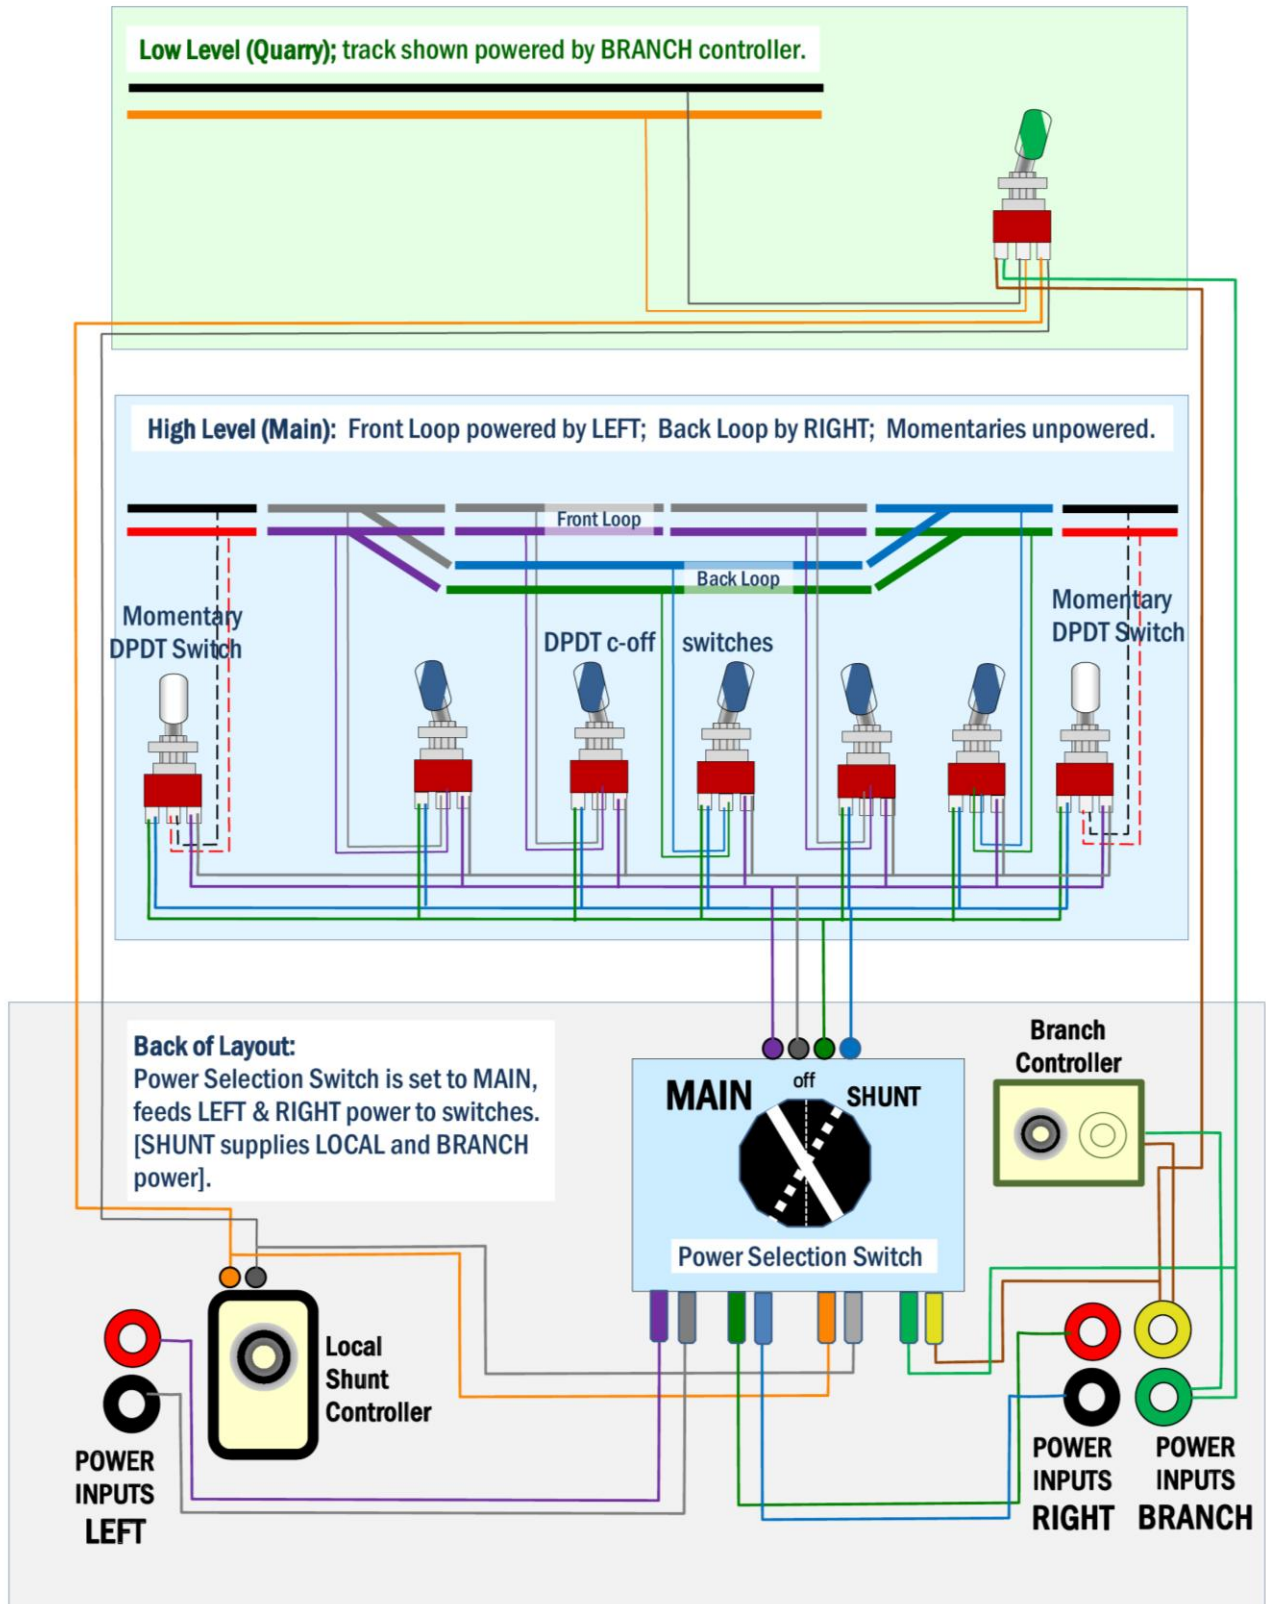 Low Level (Quarry); track shown powered by BRANCH controller.
High Level (Main): Front Loop powered by LEFT; Back Loop by RIGHT; Momentaries unpowered.
Front Loop
Back Loop
Momentary
DPDT Switch
DPDT c-off switches
Momentary
DPDT Switch
Back of Layout:
Power Selection Switch is set to MAIN,
feeds LEFT & RIGHT power to switches.
[SHUNT supplies LOCAL and BRANCH
power].
MAIN
off
SHUNT
Power Selection Switch
Branch
Controller
Local
Shunt
Controller
POWER
INPUTS
LEFT
POWER
INPUTS
RIGHT
POWER
INPUTS
BRANCH